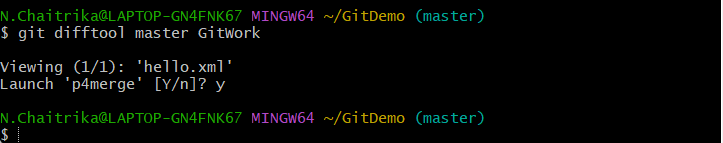 N.Chaitrika@LAPTOP-GN4FNK67 MINGW64 ~/GitDemo (master)
$ git difftool master GitWork
Viewing (1/1): 'hello.xml'
Launch 'p4merge' [Y/n]? y
N.Chaitrika@LAPTOP-GN4FNK67 MINGW64 ~/GitDemo (master)
$